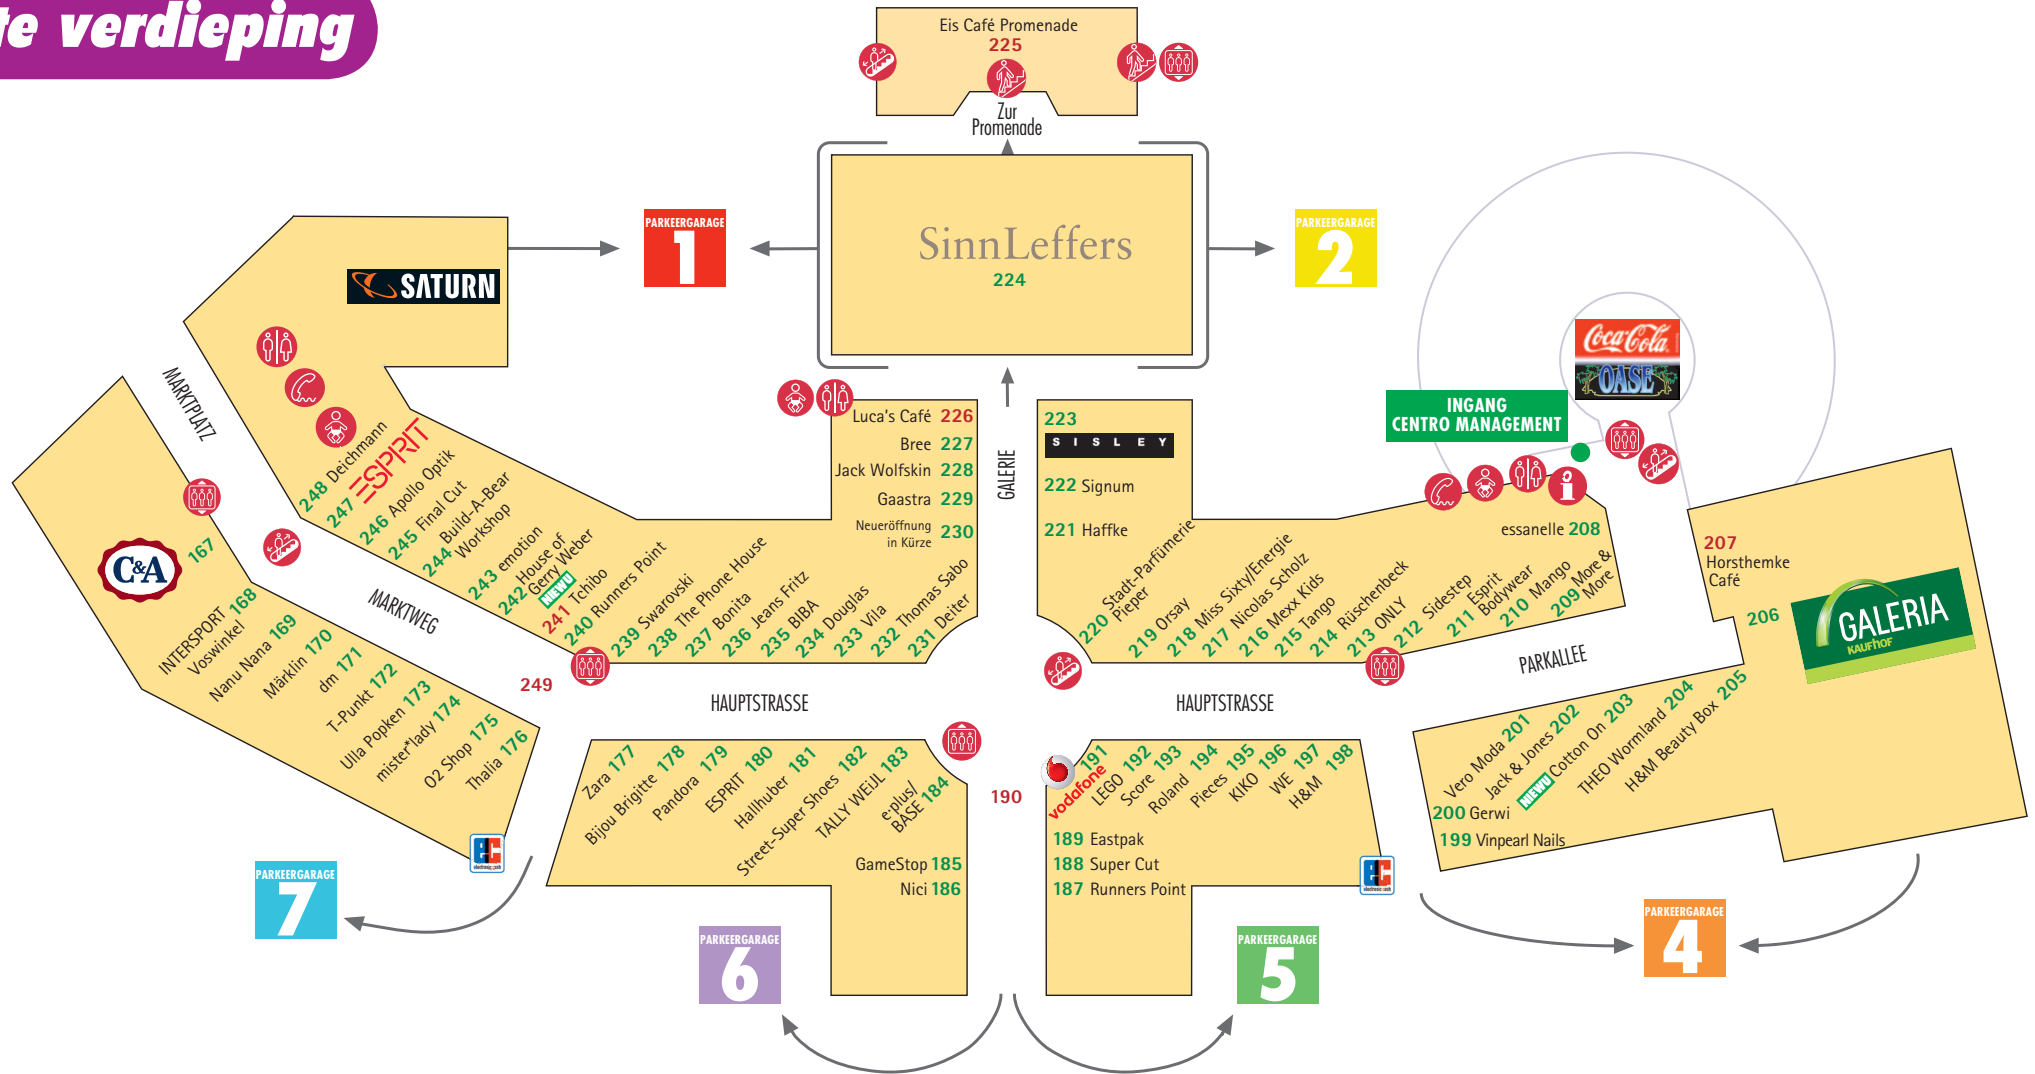 te verdieping
Eis Café Promenade
225
Zur
Promenade
PARKEERGARAGE
1
SinnLeffers
224
PARKEERGARAGE
2
SATURN
Coca-Cola
OASE
INGANG
CENTRO MANAGEMENT
MARKTPLATZ
MARKTWEG
GALERIE
HAUPTSTRASSE
HAUPTSTRASSE
PARKALLEE
C&A
167
INTERSPORT 168
Voswinkel
Nanu Nana 169
Märklin 170
dm 171
T-Punkt 172
Ulla Popken 173
mister*lady 174
O2 Shop 175
Thalia 176
248 Deichmann
247 ESPRIT
246 Apollo Optik
245 Final Cut
244 Build-A-Bear
Workshop
243 emotion
House of
242 Gerry Weber
NIEWU
241 Tchibo
240 Runners Point
239 Swarovski
238 The Phone House
237 Bonita
236 Jeans Fritz
235 BIBA
234 Douglas
233 Vila
232 Thomas Sabo
231 Deiter
Luca's Café 226
Bree 227
Jack Wolfskin 228
Gaastra 229
Neueröffnung
in Kürze 230
223
SISLEY
222 Signum
221 Haffke
220 Stadt-Parfümerie
Pieper
219 Orsay
218 Miss Sixty/Energie
217 Nicolas Scholz
216 Mexx Kids
215 Tango
214 Rüschenbeck
213 ONLY
212 Sidestep
211 Esprit
Bodywear
210 Mango
209 More &
More
essanelle 208
207
Horsthemke
Café
206
GALERIA
KAUFHOF
249
Zara 177
Bijou Brigitte 178
Pandora 179
ESPRIT 180
Hallhuber 181
Street-Super Shoes 182
TALLY WEIJL 183
e-plus/
BASE 184
GameStop 185
Nici 186
190
191
vodafone
LEGO 192
Score 193
Roland 194
Pieces 195
KIKO 196
WE 197
H&M 198
189 Eastpak
188 Super Cut
187 Runners Point
Vero Moda 201
Jack & Jones 202
NIEWU Cotton On 203
THEO Wormland 204
H&M Beauty Box 205
200 Gerwi
199 Vinpearl Nails
ec
electronic cash
ec
electronic cash
PARKEERGARAGE
7
PARKEERGARAGE
6
PARKEERGARAGE
5
PARKEERGARAGE
4